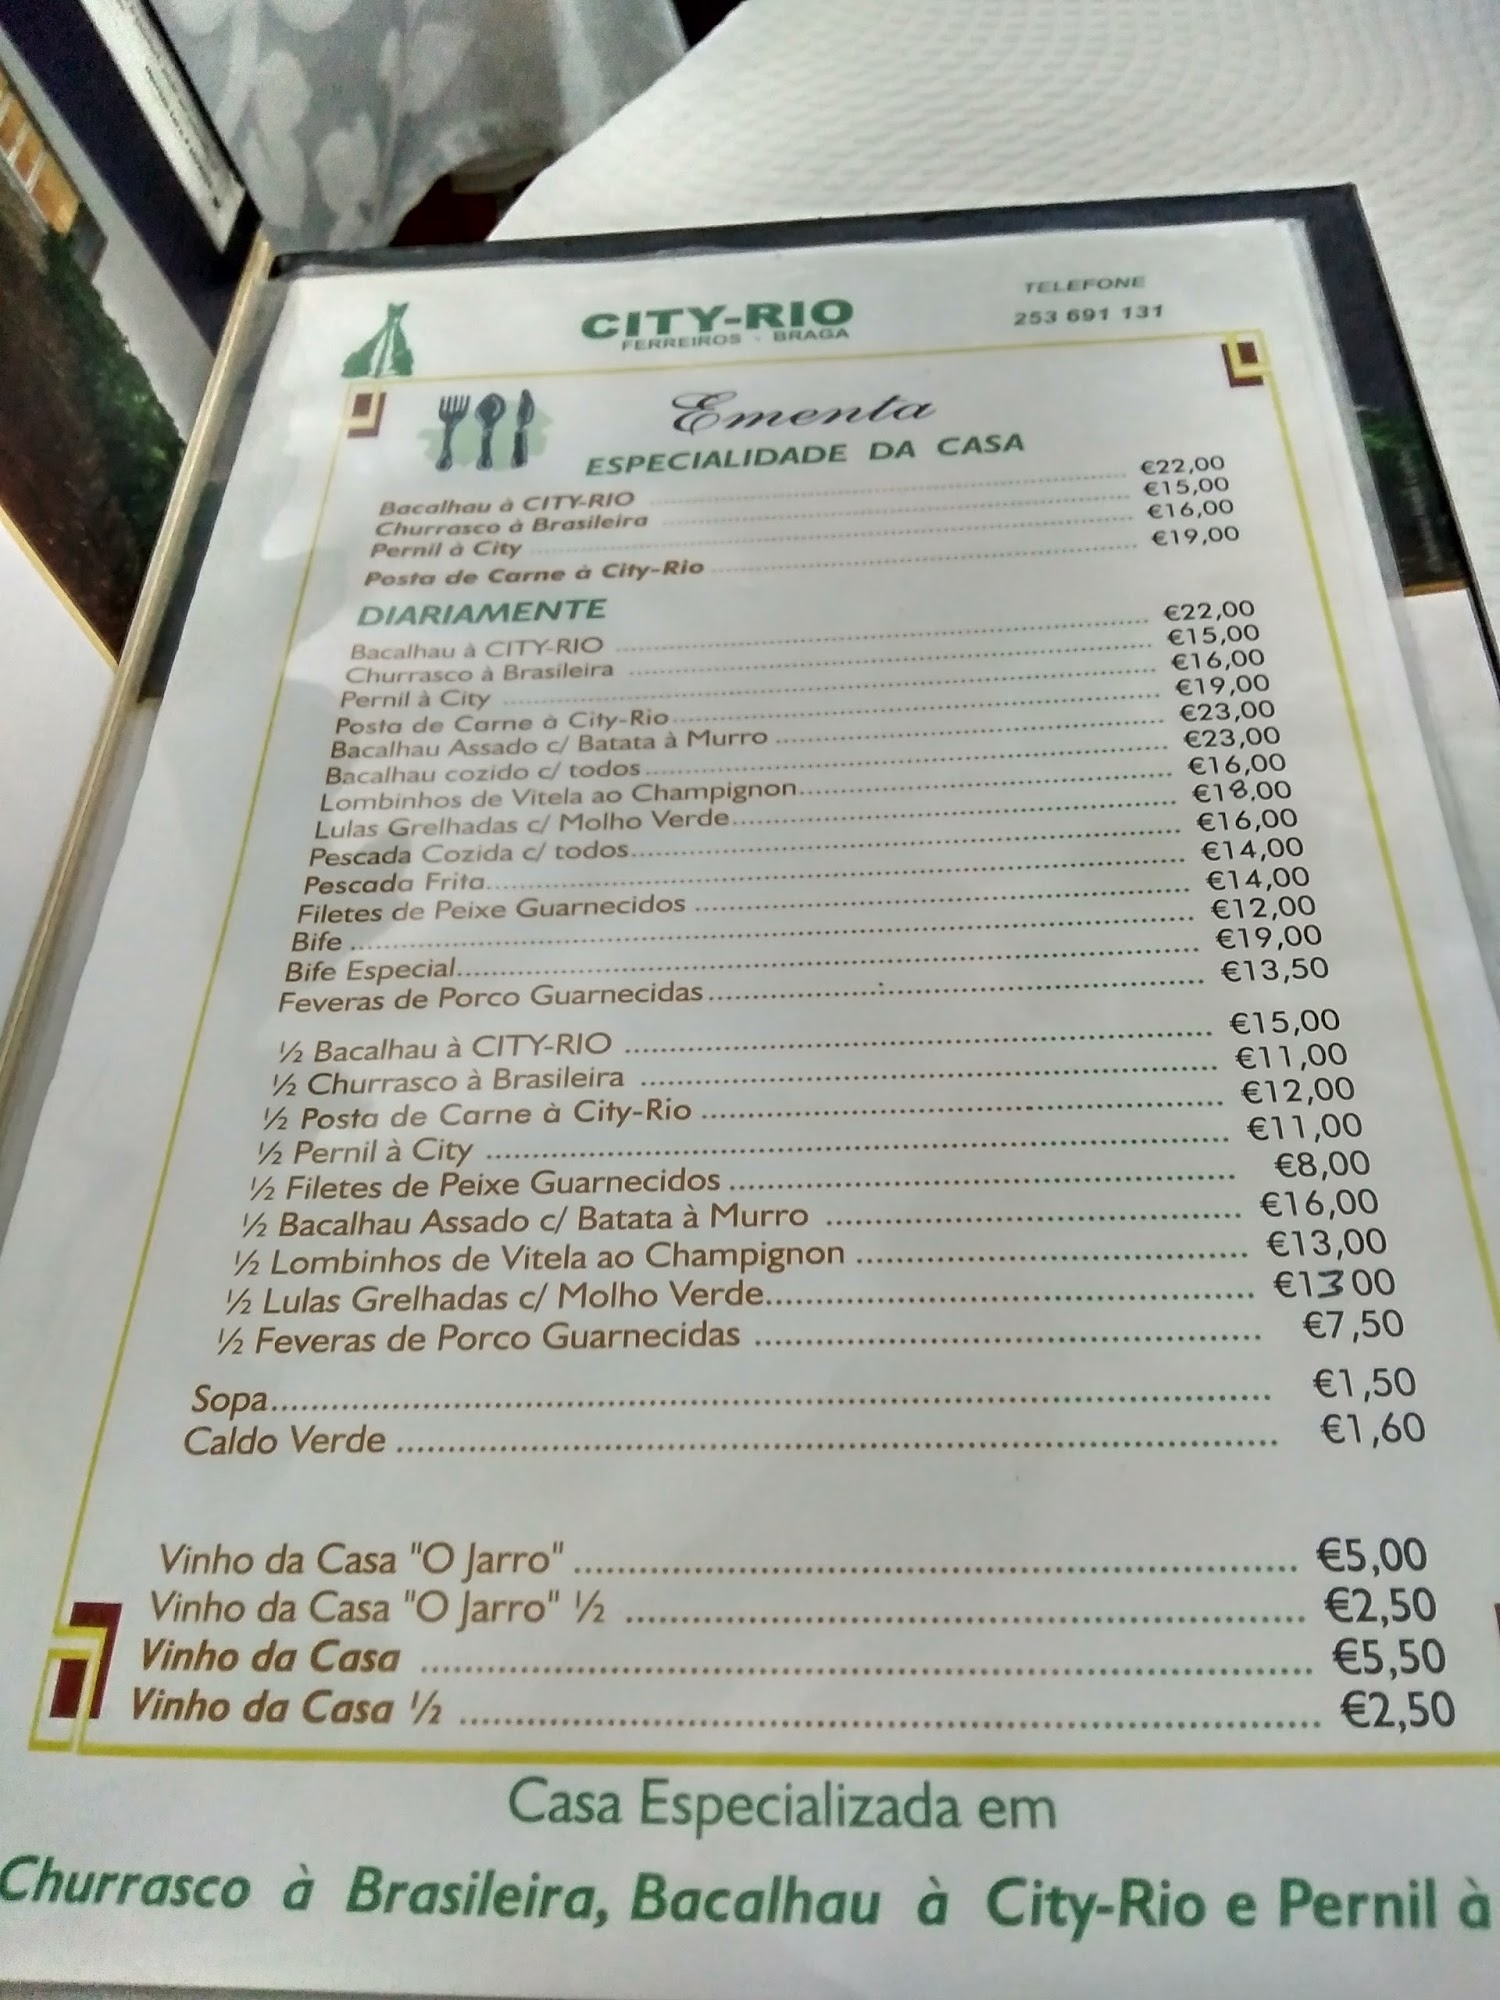 CITY-RIO
FERREIROS - BRAGA
TELEFONE
253 691 131
Ementa
ESPECIALIDADE DA CASA
Bacalhau à CITY-RIO €22,00
Churrasco à Brasileira €15,00
Pernil à City €16,00
Posta de Carne à City-Rio €19,00
DIARIAMENTE
Bacalhau à CITY-RIO €22,00
Churrasco à Brasileira €15,00
Pernil à City €16,00
Posta de Carne à City-Rio €19,00
Bacalhau Assado c/ Batata à Murro €23,00
Bacalhau cozido c/ todos €23,00
Lombinhos de Vitela ao Champignon €16,00
Lulas Grelhadas c/ Molho Verde €18,00
Pescada Cozida c/ todos €16,00
Pescada Frita €14,00
Filetes de Peixe Guarnecidos €14,00
Bife €12,00
Bife Especial €19,00
Feveras de Porco Guarnecidas €13,50
½ Bacalhau à CITY-RIO €15,00
½ Churrasco à Brasileira €11,00
½ Posta de Carne à City-Rio €12,00
½ Pernil à City €11,00
½ Filetes de Peixe Guarnecidos €8,00
½ Bacalhau Assado c/ Batata à Murro €16,00
½ Lombinhos de Vitela ao Champignon €13,00
½ Lulas Grelhadas c/ Molho Verde €13 00
½ Feveras de Porco Guarnecidas €7,50
Sopa €1,50
Caldo Verde €1,60
Vinho da Casa "O Jarro" €5,00
Vinho da Casa "O Jarro" ½ €2,50
Vinho da Casa €5,50
Vinho da Casa ½ €2,50
Casa Especializada em
Churrasco à Brasileira, Bacalhau à City-Rio e Pernil à